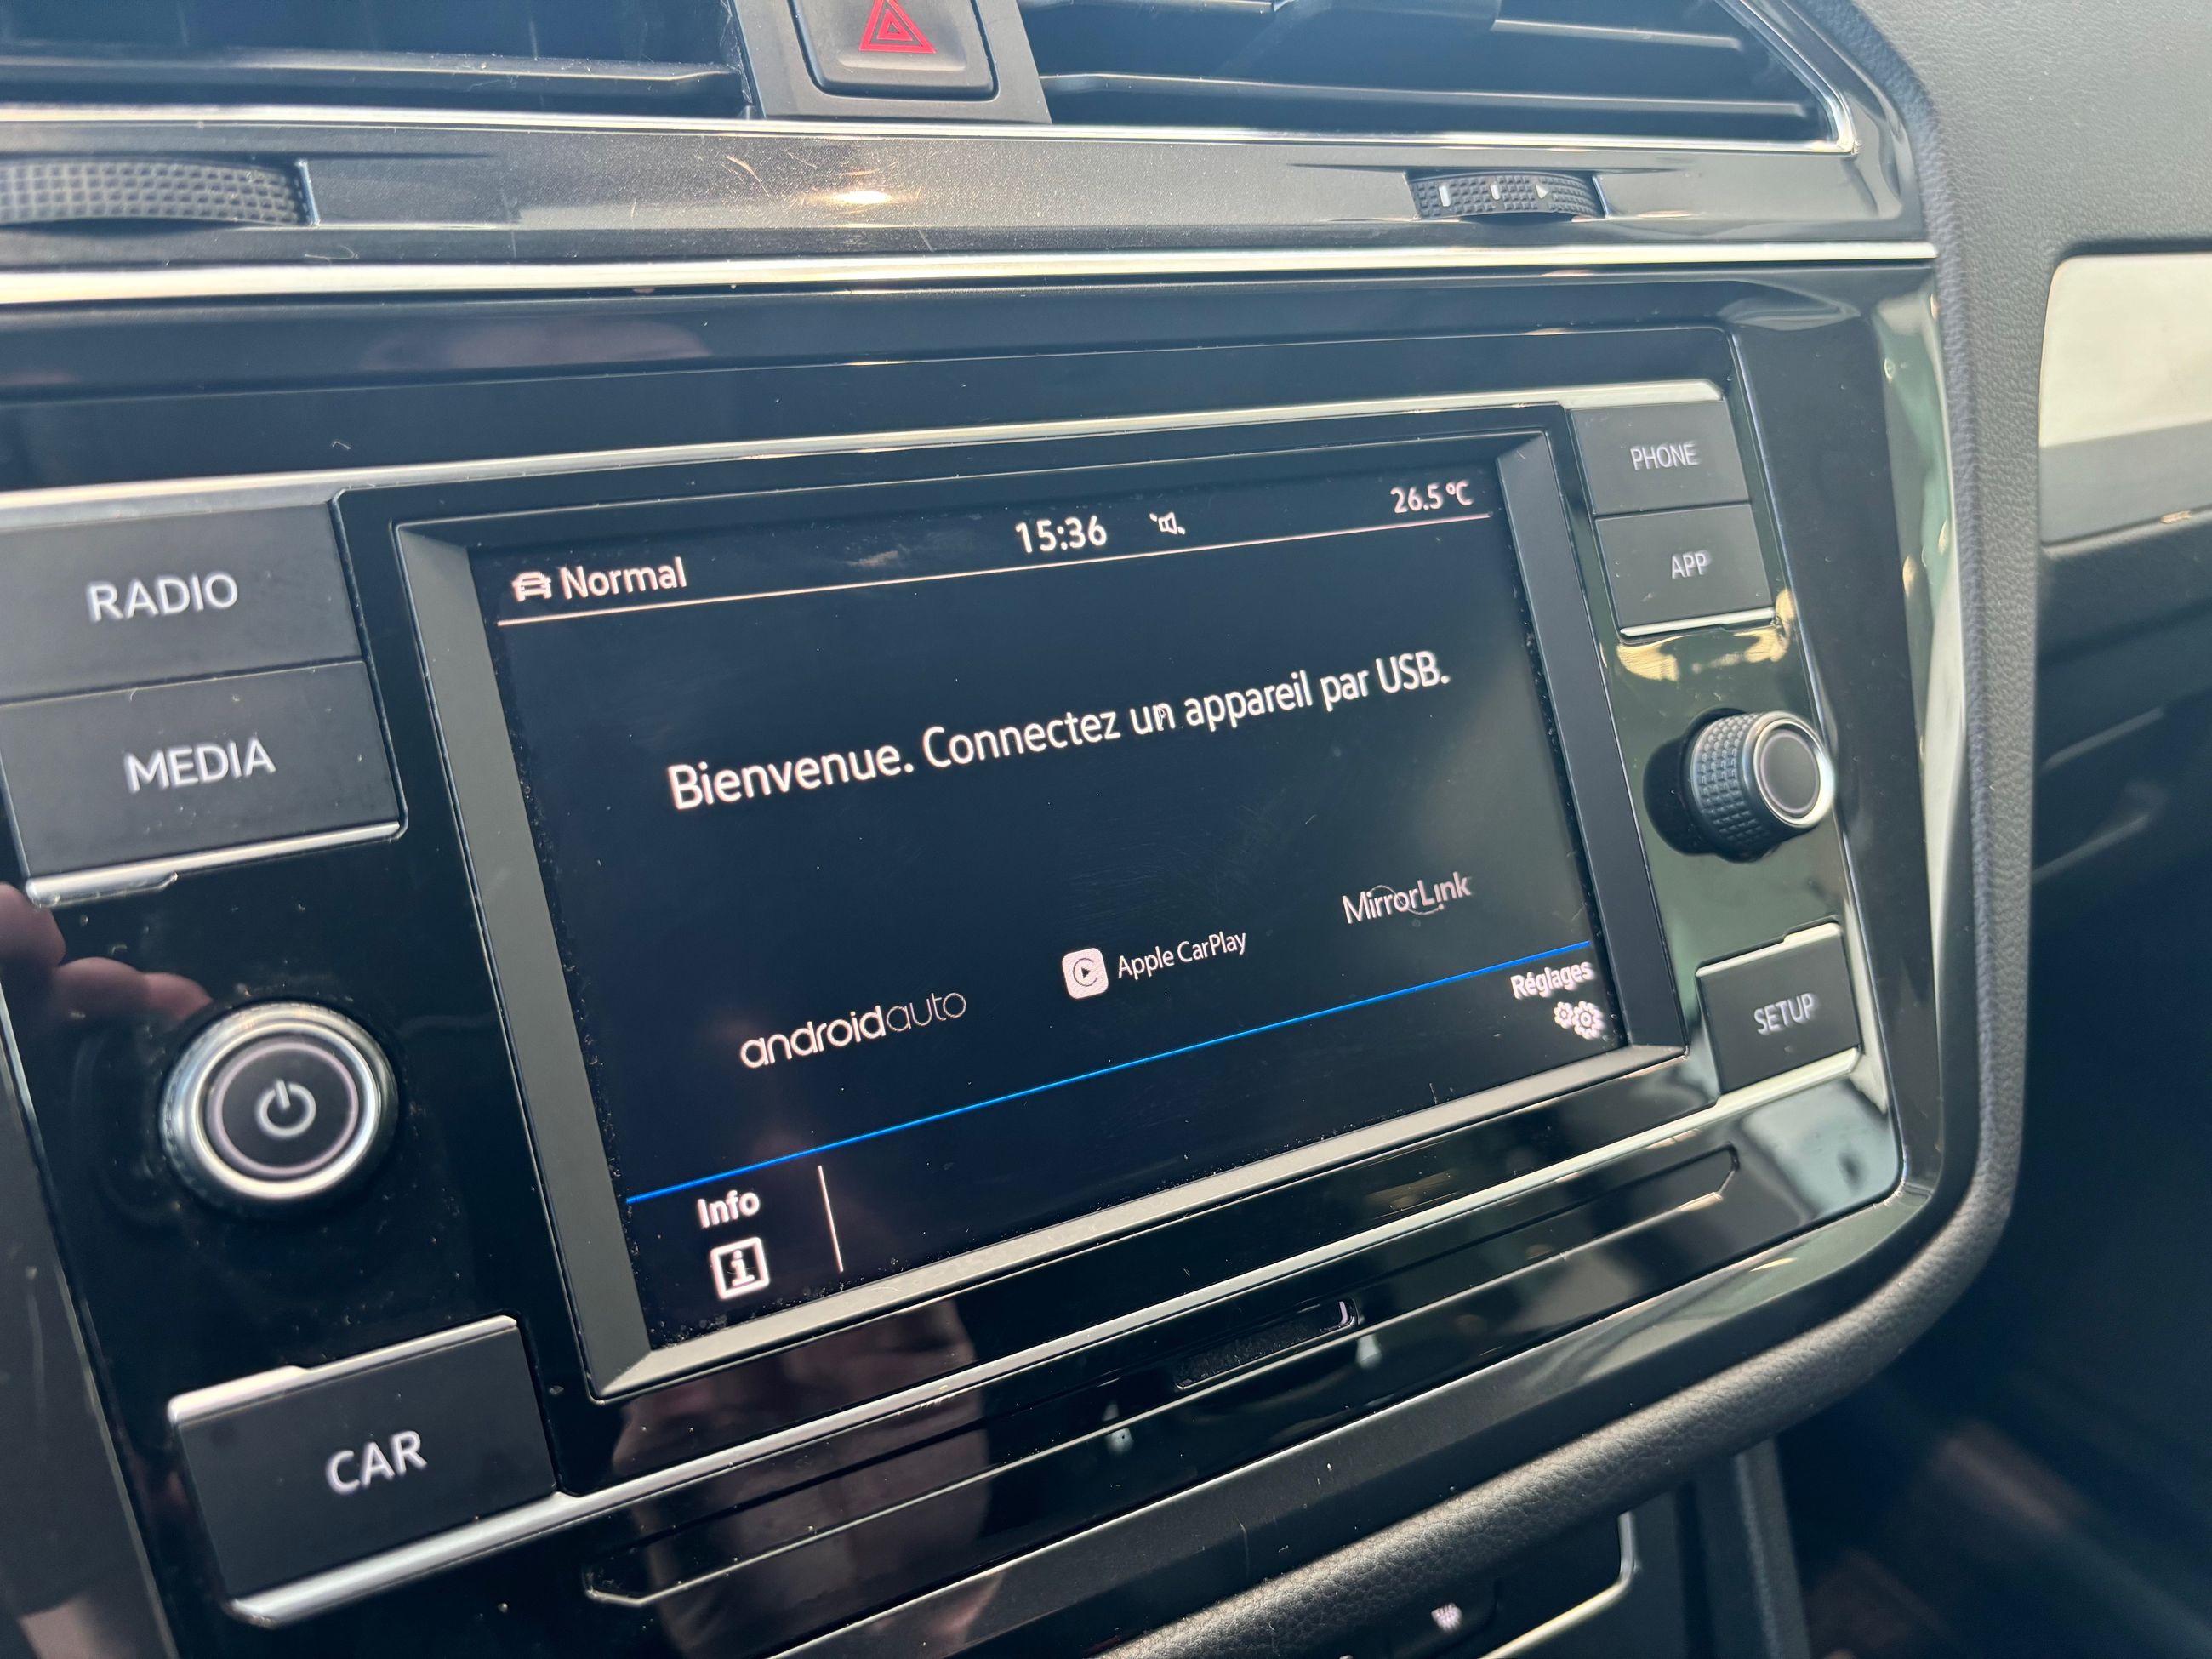 PHONE
26.5 °C
15:36
Normal
APP
RADIO
Bienvenue. Connectez un appareil par USB.
MEDIA
MirrorLink
Apple CarPlay
androidauto
Réglages
SETUP
Info
CAR